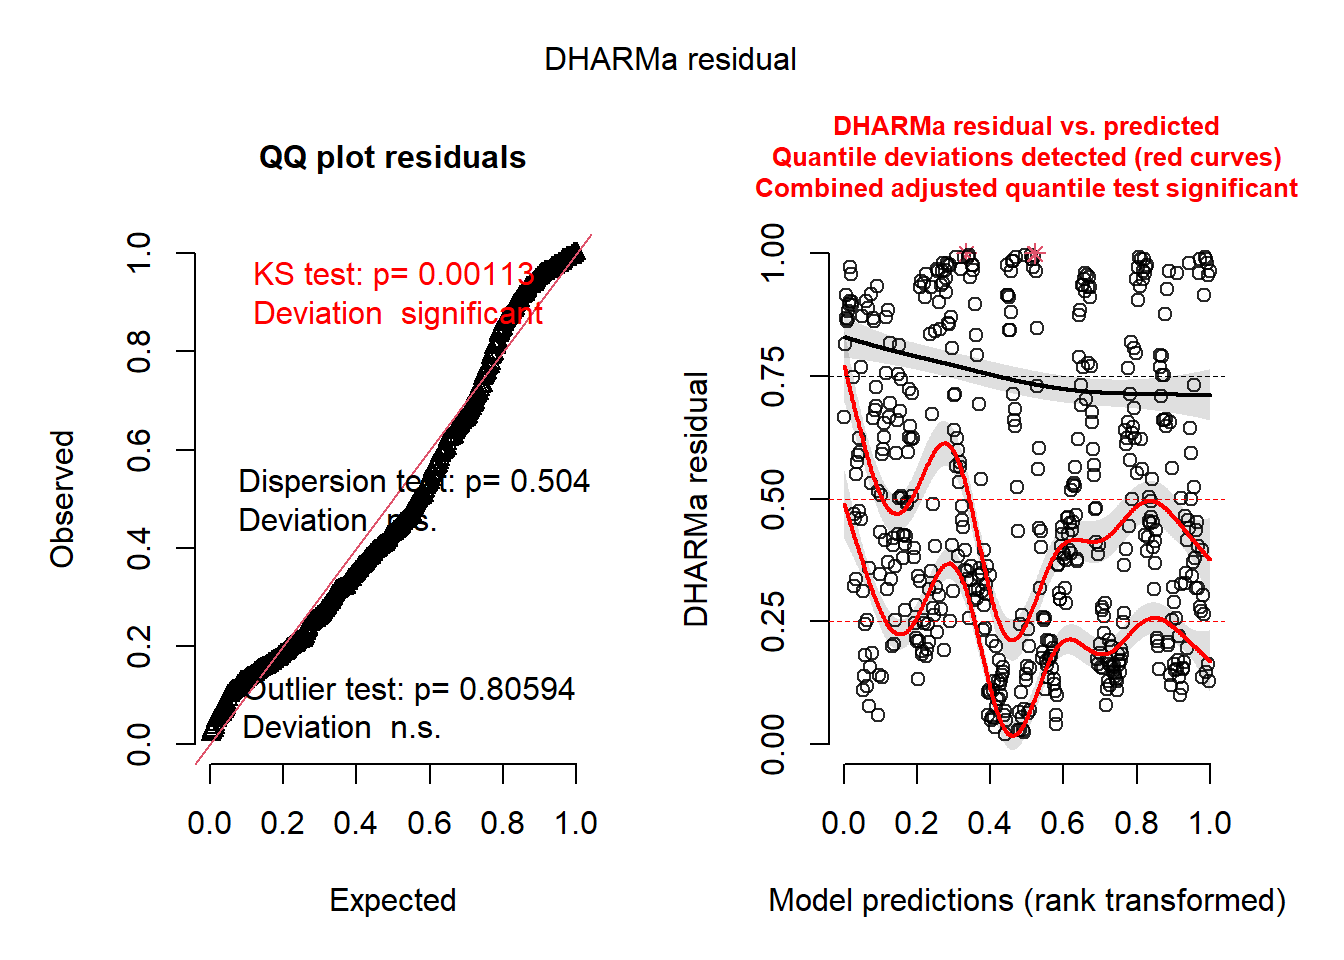 DHARMa residual
QQ plot residuals
KS test: p= 0.00113
Deviation  significant
Dispersion test: p= 0.504
Deviation  n.s.
Outlier test: p= 0.80594
Deviation  n.s.
Observed
0.0 0.2 0.4 0.6 0.8 1.0
0.0 0.2 0.4 0.6 0.8 1.0
Expected
DHARMa residual vs. predicted
Quantile deviations detected (red curves)
Combined adjusted quantile test significant
DHARMa residual
0.00 0.25 0.50 0.75 1.00
0.0 0.2 0.4 0.6 0.8 1.0
Model predictions (rank transformed)